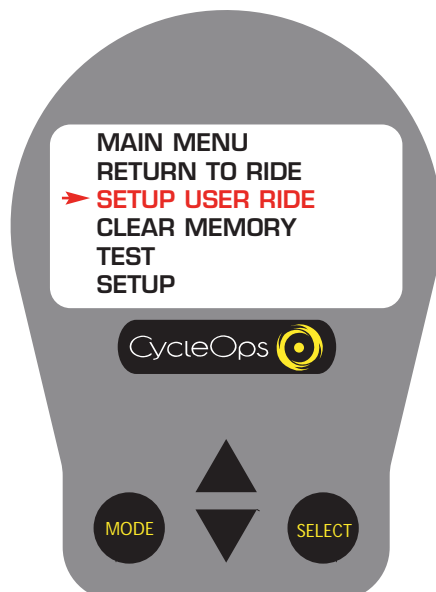 MAIN MENU
RETURN TO RIDE
SETUP USER RIDE
CLEAR MEMORY
TEST
SETUP
CycleOps
MODE
SELECT